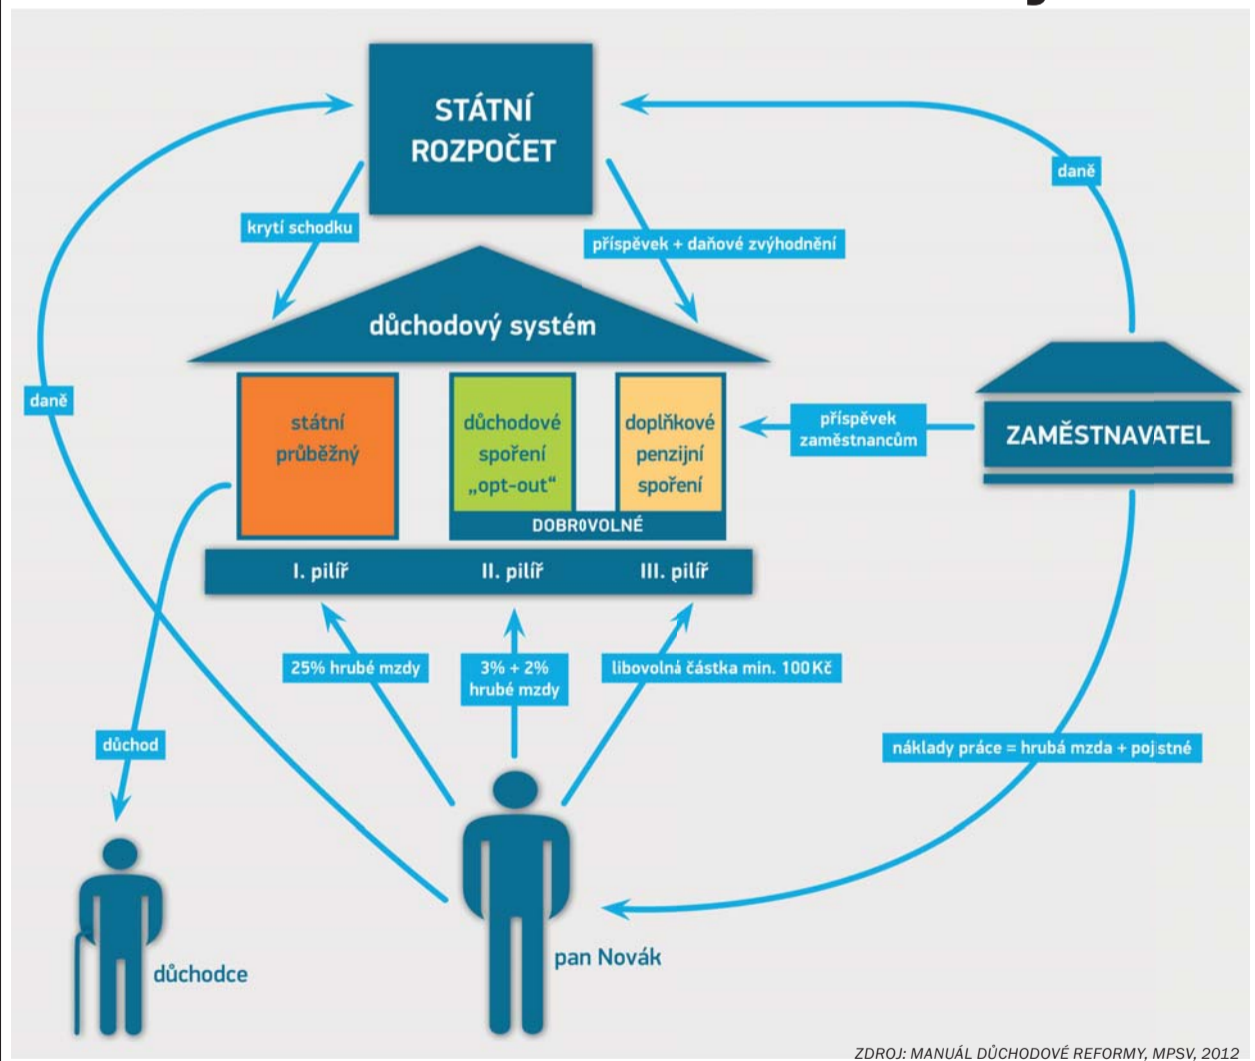 STÁTNÍ
ROZPOČET
daně
krytí schodku
příspěvek + daňové zvýhodnění
důchodový systém
daně
státní
průběžný
důchodové
spoření
„opt-out“
doplňkové
penzijní
spoření
příspěvek
zaměstnancům
ZAMĚSTNAVATEL
DOBROVOLNÉ
I. pilíř
II. pilíř
III. pilíř
25% hrubé mzdy
3% + 2%
hrubé mzdy
libovolná částka min. 100 Kč
důchod
náklady práce = hrubá mzda + pojistné
pan Novák
důchodce
ZDROJ: MANUÁL DŮCHODOVÉ REFORMY, MPSV, 2012